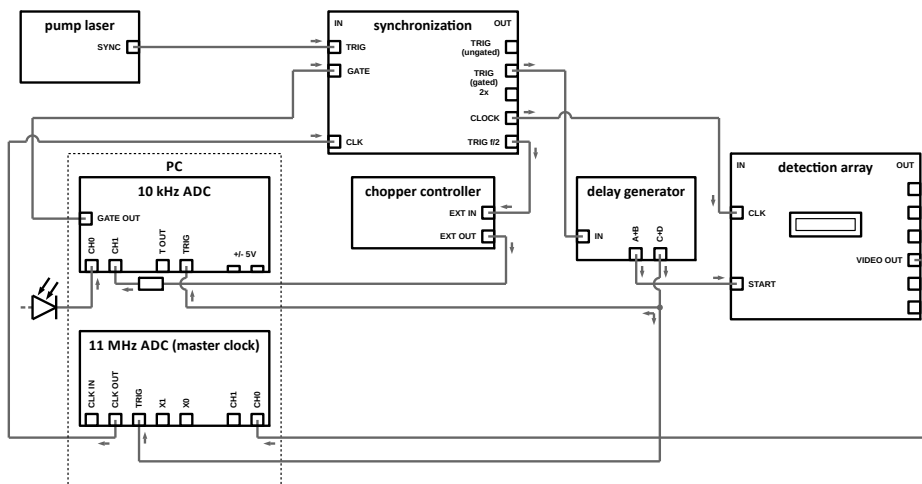 pump laser
SYNC
IN
synchronization
OUT
TRIG
GATE
CLK
TRIG
(ungated)
TRIG
(gated)
2x
CLOCK
TRIG f/2
PC
10 kHz ADC
GATE OUT
CH0
CH1
T OUT
TRIG
+/- 5V
chopper controller
EXT IN
EXT OUT
delay generator
IN
A+B
C+D
IN
detection array
OUT
CLK
VIDEO OUT
START
11 MHz ADC (master clock)
CLK IN
CLK OUT
TRIG
X1
X0
CH1
CH0